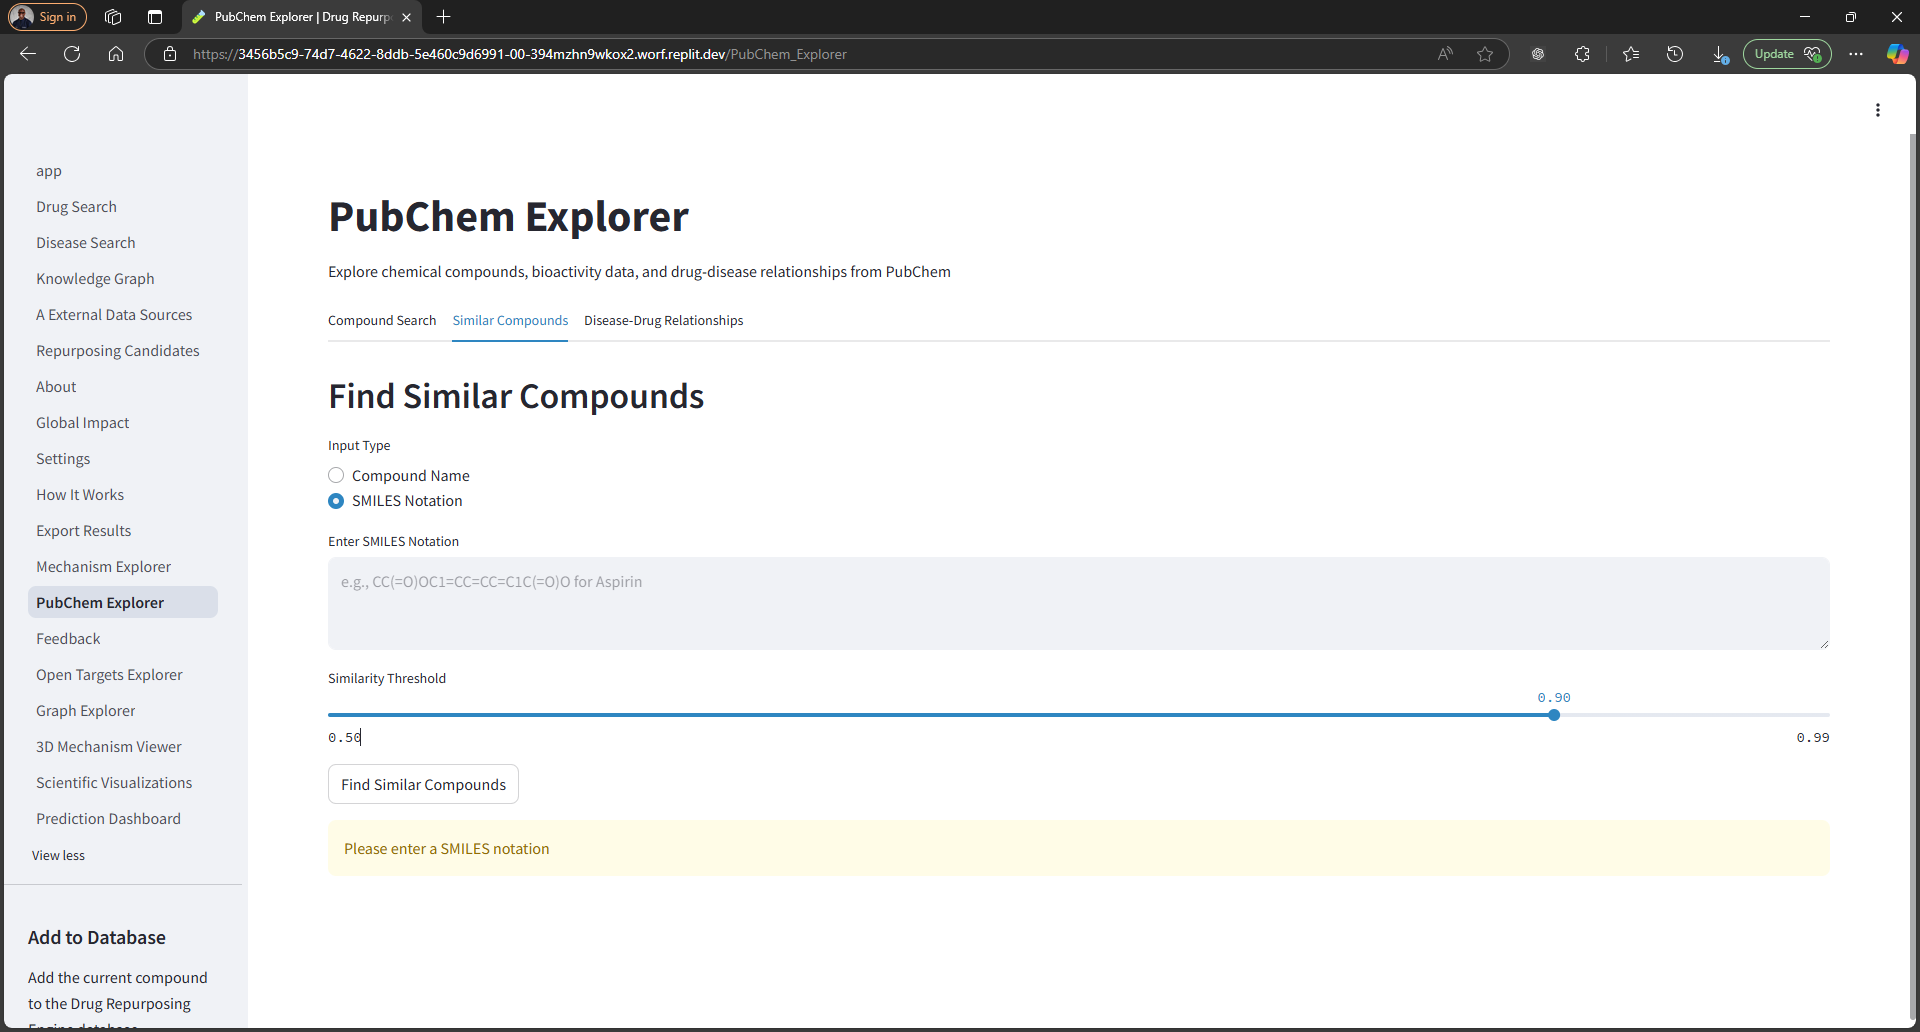 Sign in
PubChem Explorer | Drug Repurp
https://3456b5c9-74d7-4622-8ddb-5e460c9d6991-00-394mzhn9wkox2.worf.replit.dev/PubChem_Explorer
Update
app
Drug Search
Disease Search
Knowledge Graph
A External Data Sources
Repurposing Candidates
About
Global Impact
Settings
How It Works
Export Results
Mechanism Explorer
PubChem Explorer
Feedback
Open Targets Explorer
Graph Explorer
3D Mechanism Viewer
Scientific Visualizations
Prediction Dashboard
View less
Add to Database
Add the current compound
to the Drug Repurposing
Engine database
PubChem Explorer
Explore chemical compounds, bioactivity data, and drug-disease relationships from PubChem
Compound Search Similar Compounds Disease-Drug Relationships
Find Similar Compounds
Input Type
Compound Name
SMILES Notation
Enter SMILES Notation
e.g., CC(=O)OC1=CC=CC=C1C(=O)O for Aspirin
Similarity Threshold
0.90
0.50 0.99
Find Similar Compounds
Please enter a SMILES notation